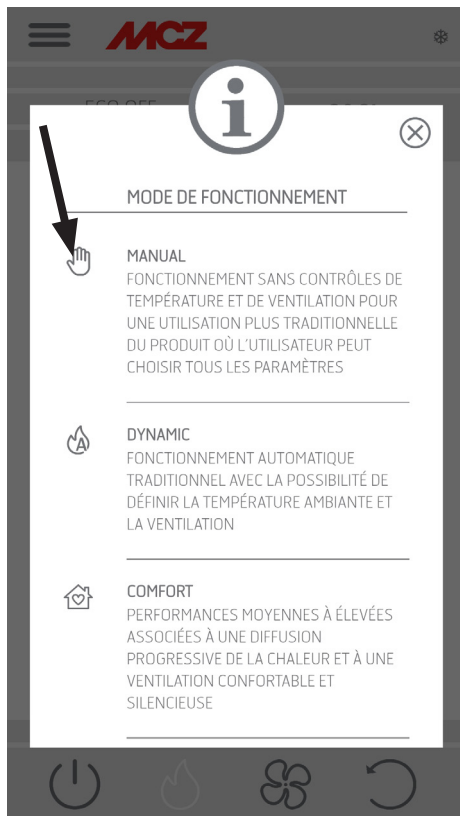 MCZ
i
MODE DE FONCTIONNEMENT
MANUAL
FONCTIONNEMENT SANS CONTRÔLES DE
TEMPÉRATURE ET DE VENTILATION POUR
UNE UTILISATION PLUS TRADITIONNELLE
DU PRODUIT OÙ L'UTILISATEUR PEUT
CHOISIR TOUS LES PARAMÈTRES
DYNAMIC
FONCTIONNEMENT AUTOMATIQUE
TRADITIONNEL AVEC LA POSSIBILITÉ DE
DÉFINIR LA TEMPÉRATURE AMBIANTE ET
LA VENTILATION
A
COMFORT
PERFORMANCES MOYENNES À ÉLEVÉES
ASSOCIÉES À UNE DIFFUSION
PROGRESSIVE DE LA CHALEUR ET À UNE
VENTILATION CONFORTABLE ET
SILENCIEUSE